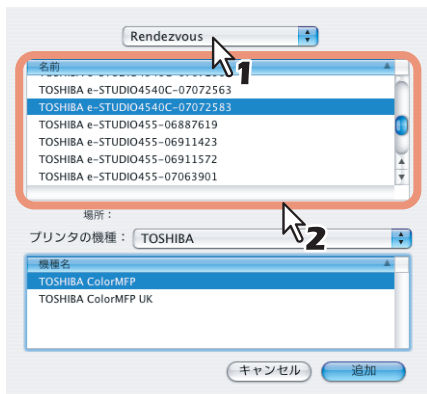 Rendezvous
1
名前
TOSHIBA e-STUDIO4540C-07072563
TOSHIBA e-STUDIO4540C-07072583
TOSHIBA e-STUDIO455-06887619
TOSHIBA e-STUDIO455-06911423
TOSHIBA e-STUDIO455-06911572
TOSHIBA e-STUDIO455-07063901
場所：
2
プリンタの機種： TOSHIBA
機種名
TOSHIBA ColorMFP
TOSHIBA ColorMFP UK
キャンセル 追加